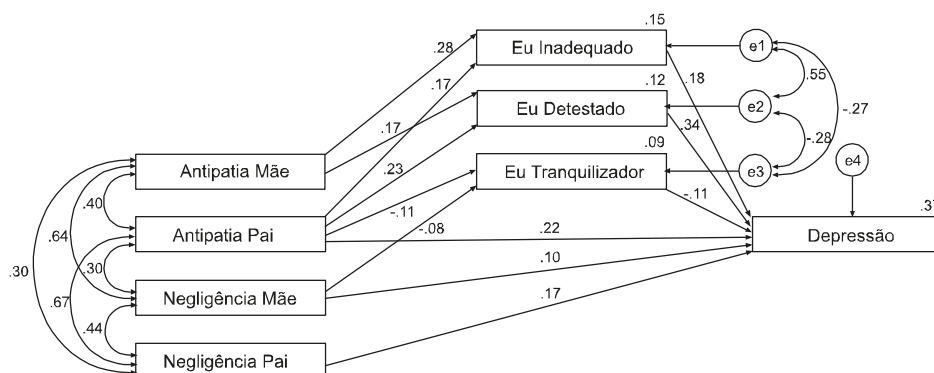 .15
Eu Inadequado
e1
.28
.18
.55
.17
.12
Eu Detestado
e2
-.27
.17
.34
-.28
.09
.23
Eu Tranquilizador
e3
e4
Antipatia Mãe
-.11
-.11
.40
-.08
.37
Antipatia Pai
.22
Depressão
.64
.30
.30
.10
Negligência Mãe
.67
.17
.44
Negligência Pai